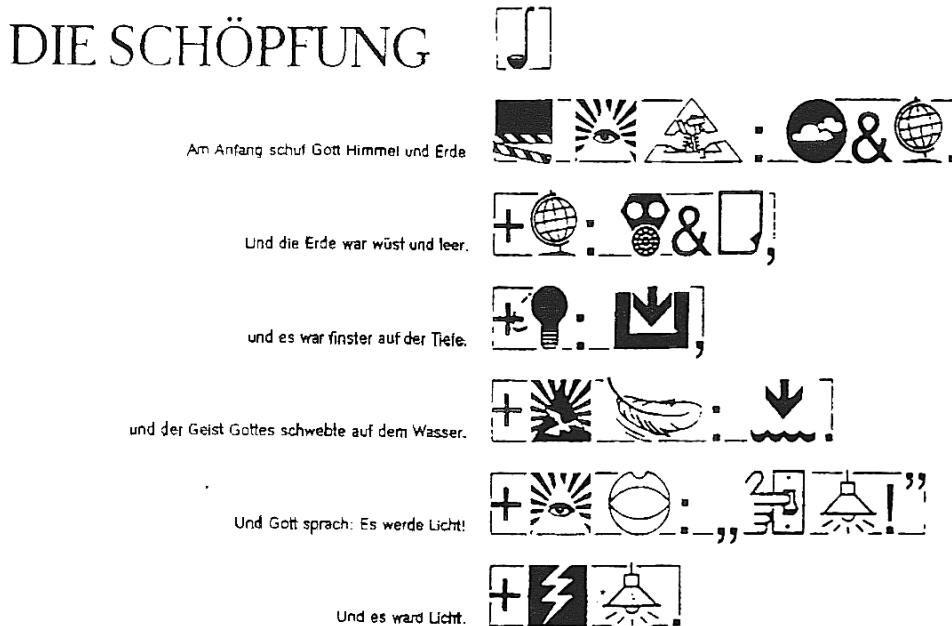 DIE SCHÖPFUNG
Am Anfang schuf Gott Himmel und Erde : & .
Und die Erde war wüst und leer. + : & ,
und es war finster auf der Tiefe. + : ,
und der Geist Gottes schwebte auf dem Wasser. + : .
Und Gott sprach: Es werde Licht! + : „ ! ”
Und es ward Licht. + .